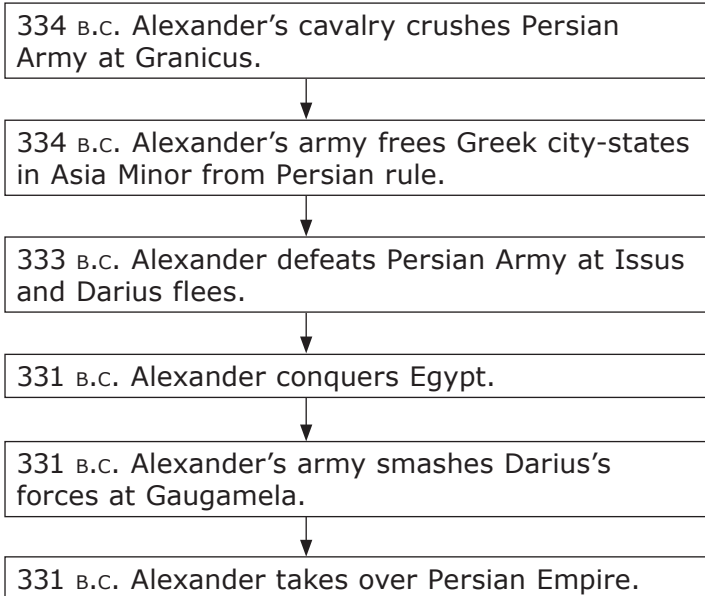 334 B.C. Alexander’s cavalry crushes Persian
Army at Granicus.
334 B.C. Alexander’s army frees Greek city-states
in Asia Minor from Persian rule.
333 B.C. Alexander defeats Persian Army at Issus
and Darius flees.
331 B.C. Alexander conquers Egypt.
331 B.C. Alexander’s army smashes Darius’s
forces at Gaugamela.
331 B.C. Alexander takes over Persian Empire.